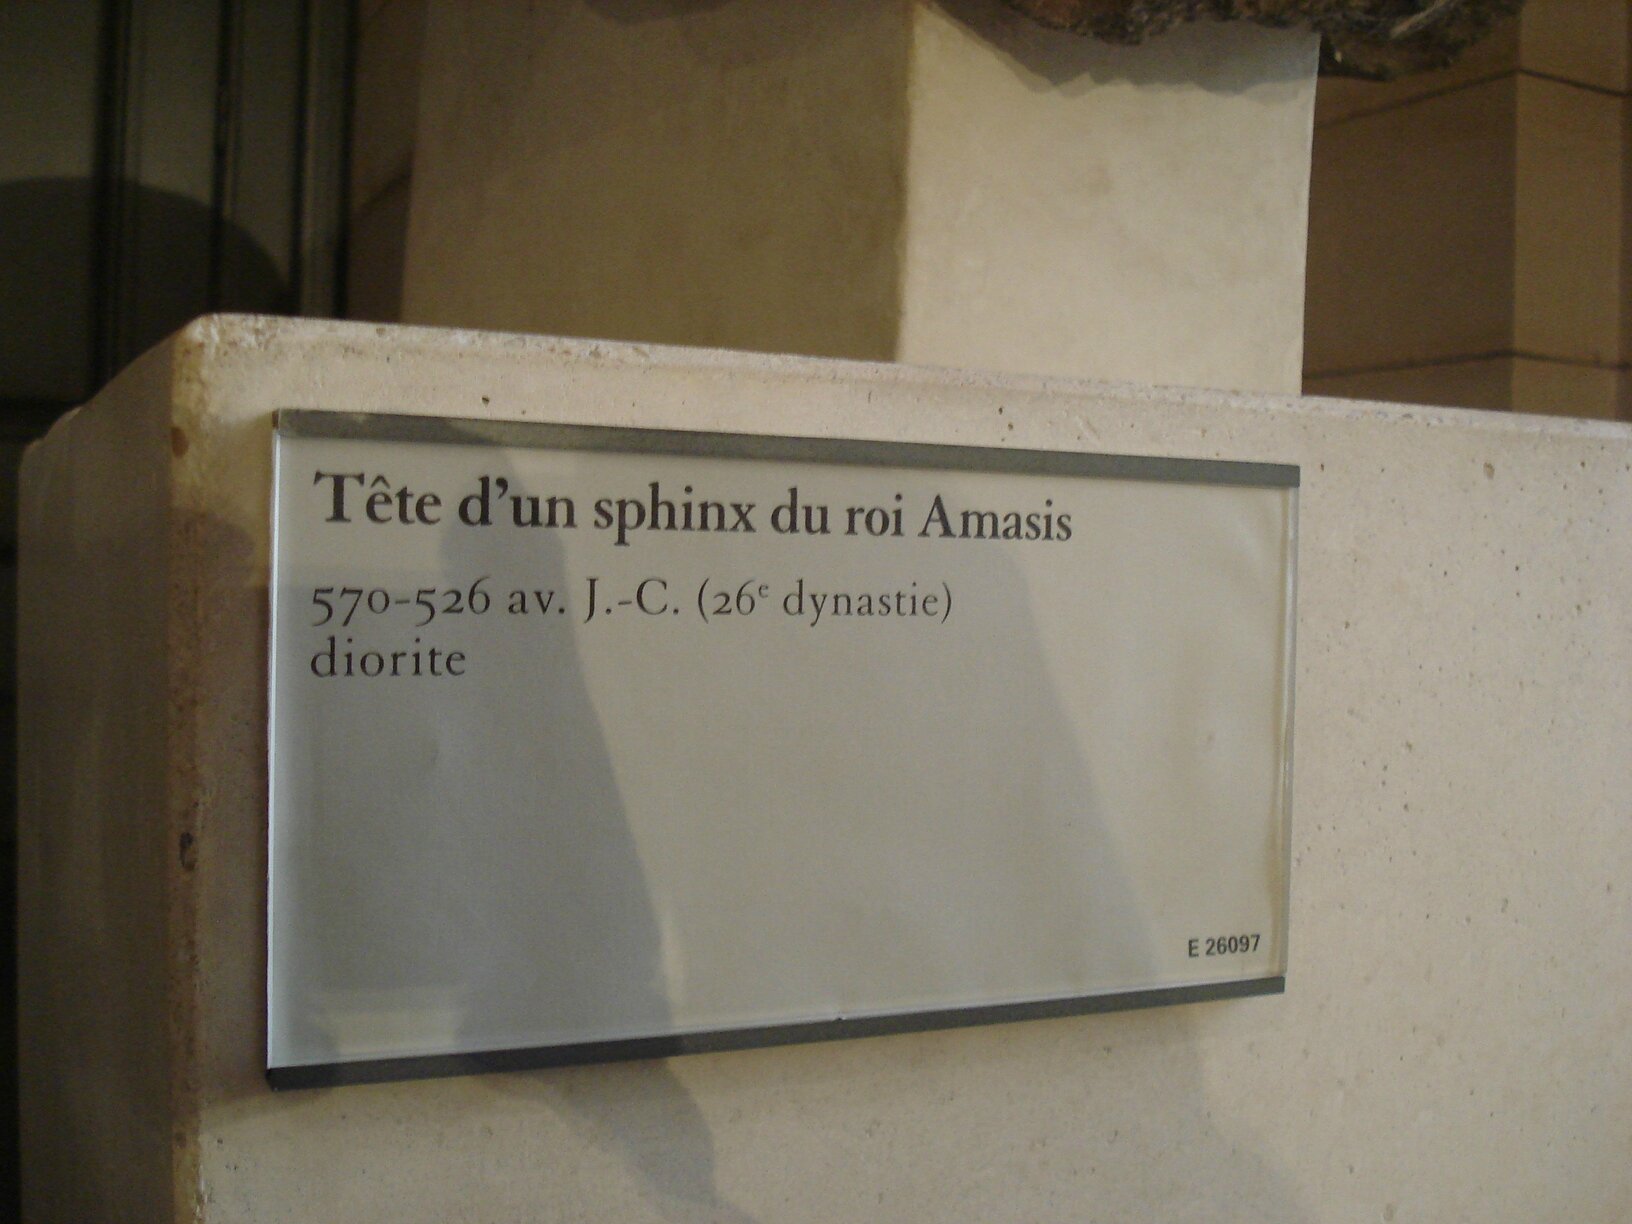 Tête d'un sphinx du roi Amasis
570-526 av. J.-C. (26e dynastie)
diorite
E 26097